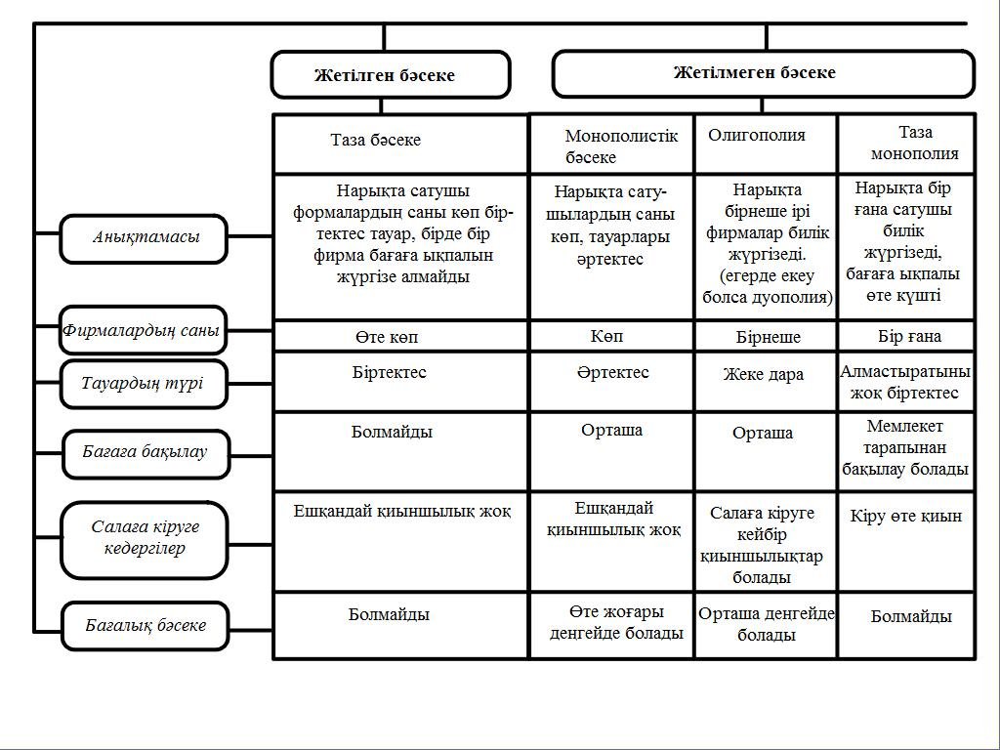 Жетілген бәсеке
Жетілмеген бәсеке
Таза бәсеке
Монополистік
бәсеке
Олигополия
Таза
монополия
Анықтамасы
Нарықта сатушы
формалардың саны көп бір-
тектес тауар, бірде бір
фирма бағаға ықпалын
жүргізе алмайды
Нарықта сату-
шылардың саны
көп, тауарлары
әртектес
Нарықта
бірнеше ірі
фирмалар билік
жүргізеді.
(егерде екеу
болса дуополия)
Нарықта бір
ғана сатушы
билік
жүргізеді,
бағаға ықпалы
өте күшті
Фирмалардың саны
Өте көп
Көп
Бірнеше
Бір ғана
Тауардың түрі
Біртектес
Әртектес
Жеке дара
Алмастыратыны
жоқ біртектес
Бағаға бақылау
Болмайды
Орташа
Орташа
Мемлекет
тарапынан
бақылау болады
Салаға кіруге
кедергілер
Ешқандай қиыншылық жоқ
Ешқандай
қиыншылық жоқ
Салаға кіруге
кейбір
қиыншылықтар
болады
Кіру өте қиын
Бағалық бәсеке
Болмайды
Өте жоғары
деңгейде болады
Орташа деңгейде
болады
Болмайды